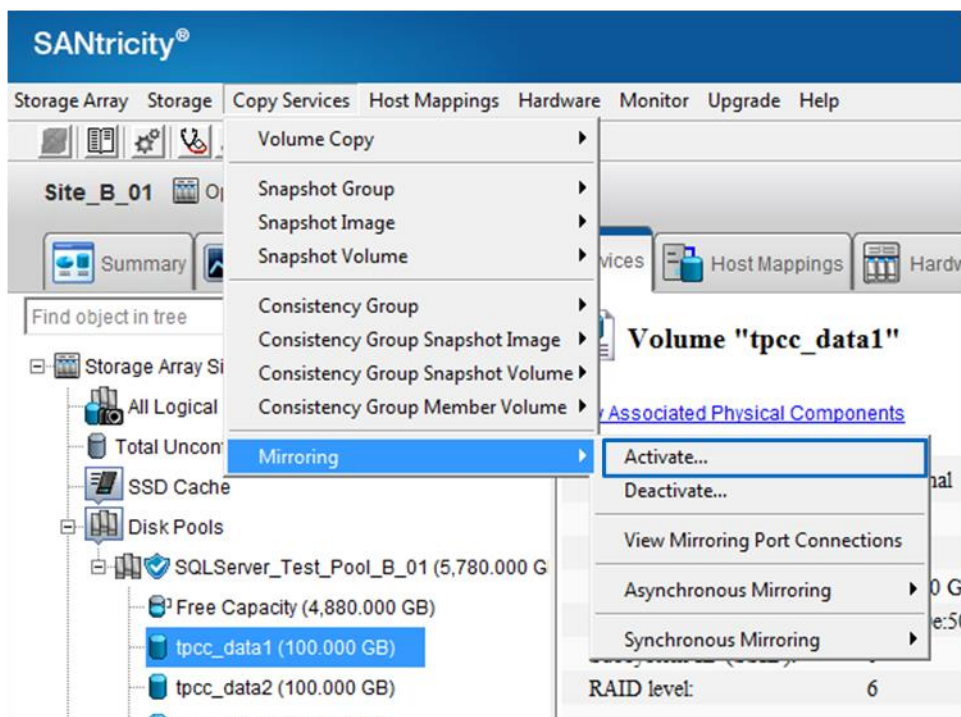 SANtricity®
Storage Array Storage Copy Services Host Mappings Hardware Monitor Upgrade Help
Volume Copy
Snapshot Group
Snapshot Image
Snapshot Volume
Consistency Group
Consistency Group Snapshot Image
Consistency Group Snapshot Volume
Consistency Group Member Volume
Mirroring
Activate...
Deactivate...
View Mirroring Port Connections
Asynchronous Mirroring
Synchronous Mirroring
Site_B_01
Summary
Host Mappings
Find object in tree
Storage Array
All Logical
Total
SSD Cache
Disk Pools
SQLServer_Test_Pool_B_01 (5,780.000 G
Free Capacity (4,880.000 GB)
tpcc_data1 (100.000 GB)
tpcc_data2 (100.000 GB)
Volume "tpcc_data1"
Associated Physical Components
RAID level: 6